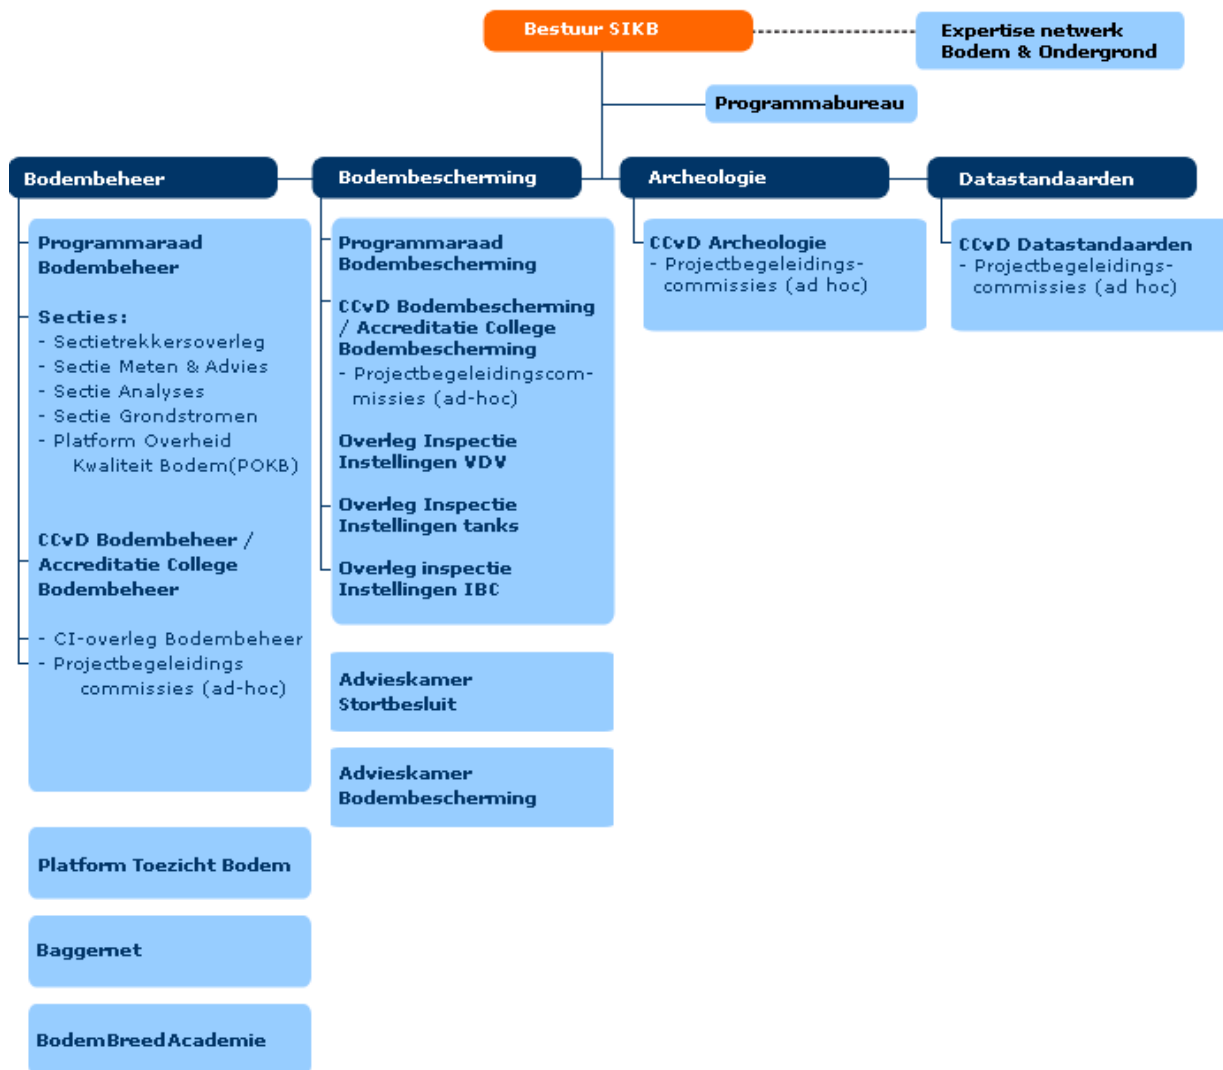 Bestuur SIKB
Expertise netwerk
Bodem & Ondergrond
Programmabureau
Bodembeheer
Bodembescherming
Archeologie
Datastandaarden
Programmaraad
Bodembeheer
Secties:
- Sectietrekkersoverleg
- Sectie Meten & Advies
- Sectie Analyses
- Sectie Grondstromen
- Platform Overheid
Kwaliteit Bodem(POKB)
CCvD Bodembeheer /
Accreditatie College
Bodembeheer
- CI-overleg Bodembeheer
- Projectbegeleidings
commissies (ad-hoc)
Platform Toezicht Bodem
Baggernet
BodemBreedAcademie
Programmaraad
Bodembescherming
CCvD Bodembescherming
/ Accreditatie College
Bodembescherming
- Projectbegeleidingscom-
missies (ad-hoc)
Overleg Inspectie
Instellingen VDV
Overleg Inspectie
Instellingen tanks
Overleg inspectie
Instellingen IBC
Advieskamer
Stortbesluit
Advieskamer
Bodembescherming
CCvD Archeologie
- Projectbegeleidings-
commissies (ad hoc)
CCvD Datastandaarden
- Projectbegeleidings-
commissies (ad hoc)